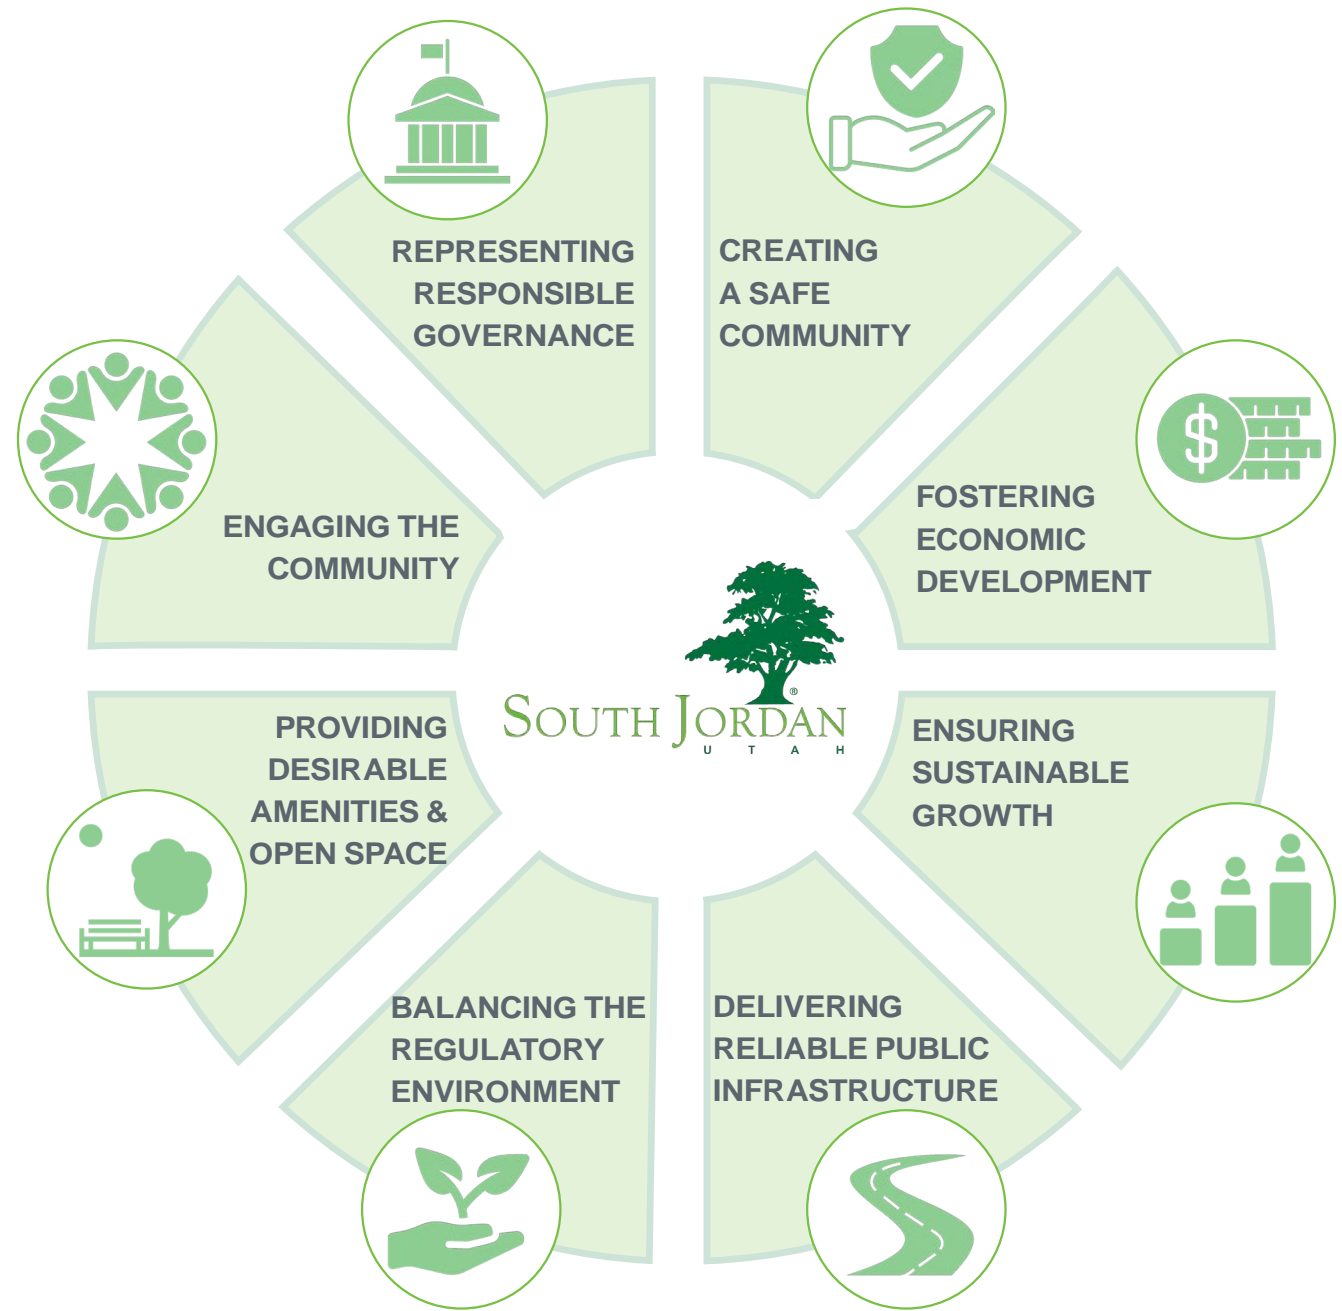 REPRESENTING
RESPONSIBLE
GOVERNANCE
CREATING
A SAFE
COMMUNITY
FOSTERING
ECONOMIC
DEVELOPMENT
ENSURING
SUSTAINABLE
GROWTH
DELIVERING
RELIABLE PUBLIC
INFRASTRUCTURE
BALANCING THE
REGULATORY
ENVIRONMENT
PROVIDING
DESIRABLE
AMENITIES &
OPEN SPACE
ENGAGING THE
COMMUNITY
SOUTH JORDAN®
UTAH
$